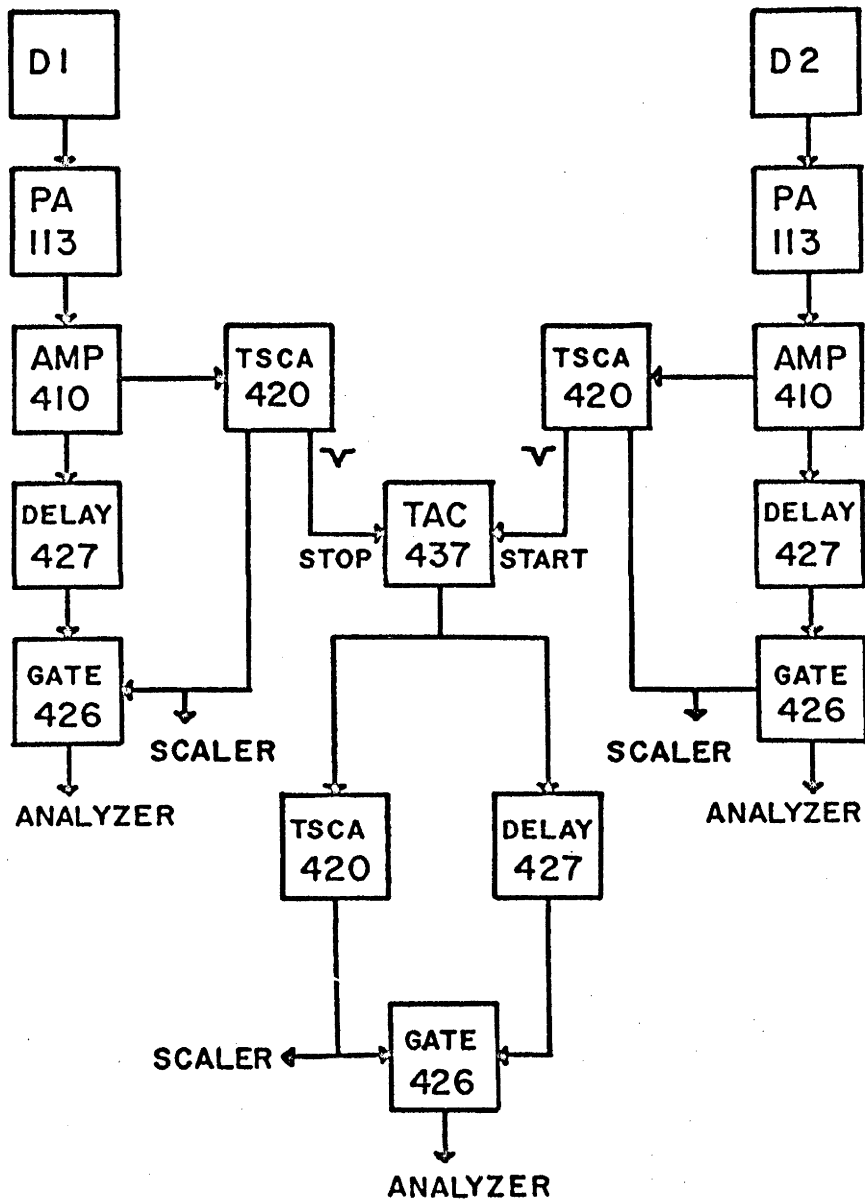 D1
D2
PA
113
PA
113
AMP
410
TSCA
420
TSCA
420
AMP
410
DELAY
427
STOP
TAC
437
START
DELAY
427
GATE
426
SCALER
SCALER
GATE
426
ANALYZER
ANALYZER
TSCA
420
DELAY
427
SCALER
GATE
426
ANALYZER